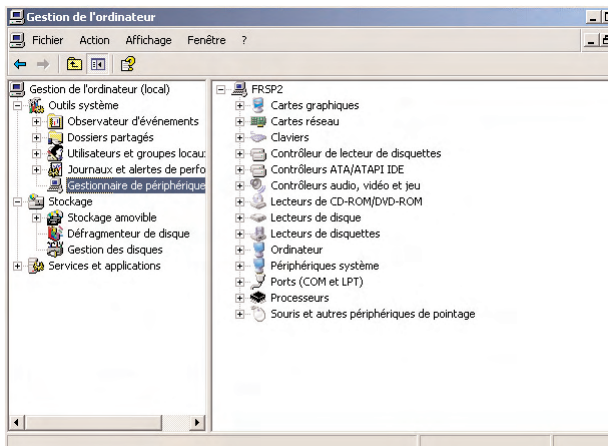 Gestion de l'ordinateur
Fichier Action Affichage Fenêtre ?
Gestion de l'ordinateur (local)
Outils système
Observateur d'événements
Dossiers partagés
Utilisateurs et groupes locau
Journaux et alertes de perfo
Gestionnaire de périphérique
Stockage
Stockage amovible
Défragmenteur de disque
Gestion des disques
Services et applications
FRSP2
Cartes graphiques
Cartes réseau
Claviers
Contrôleur de lecteur de disquettes
Contrôleurs ATA/ATAPI IDE
Contrôleurs audio, vidéo et jeu
Lecteurs de CD-ROM/DVD-ROM
Lecteurs de disque
Lecteurs de disquettes
Ordinateur
Périphériques système
Ports (COM et LPT)
Processeurs
Souris et autres périphériques de pointage